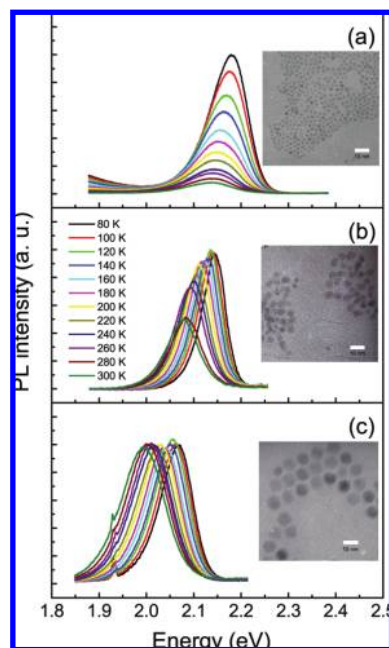 (a)
10 nm
80 K
100 K
120 K
140 K
160 K
180 K
200 K
220 K
240 K
260 K
280 K
300 K
(b)
10 nm
(c)
10 nm
PL intensity (a. u.)
1.8 1.9 2.0 2.1 2.2 2.3 2.4 2.5
Energy (eV)